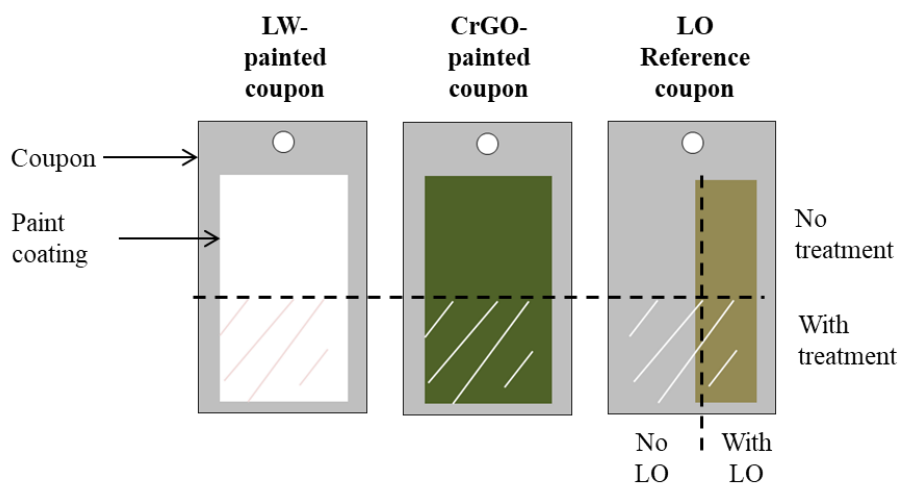 LW-
painted
coupon
CrGO-
painted
coupon
LO
Reference
coupon
Coupon
Paint
coating
No
treatment
With
treatment
No
LO
With
LO